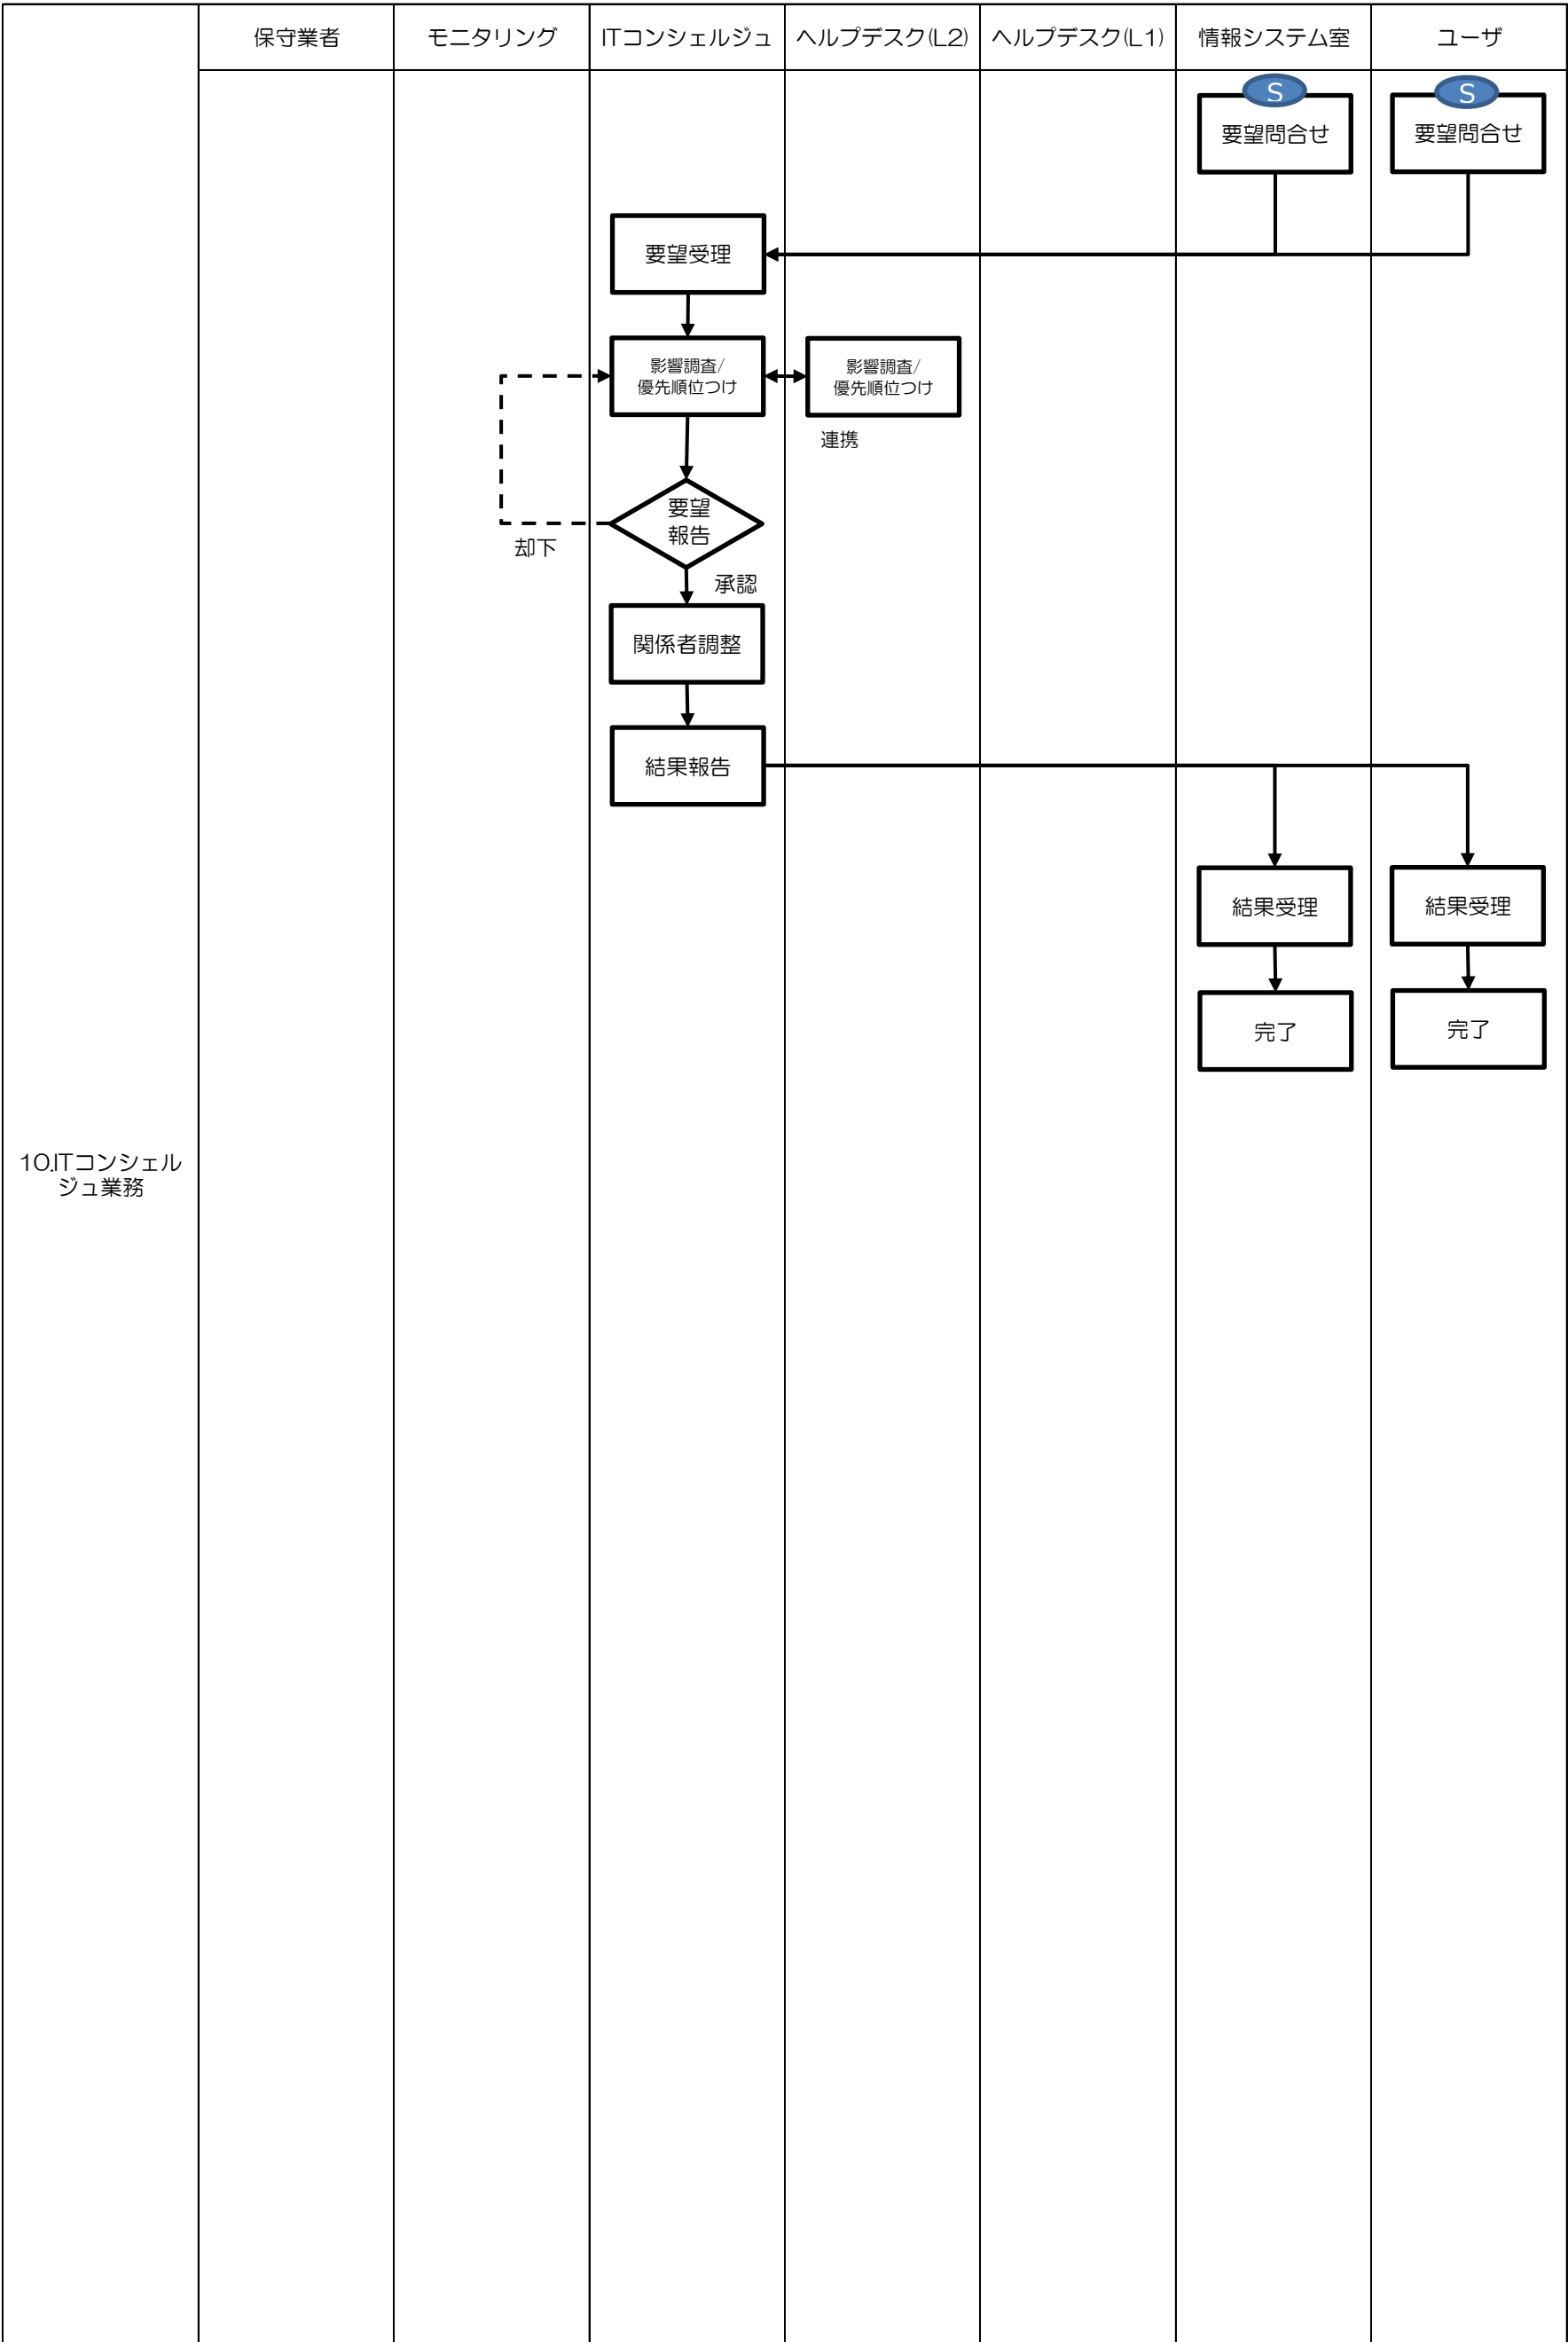 保守業者
モニタリング
ITコンシェルジュ
ヘルプデスク(L2)
ヘルプデスク(L1)
情報システム室
ユーザ
S
要望問合せ
S
要望問合せ
要望受理
影響調査/
優先順位つけ
影響調査/
優先順位つけ
連携
要望
報告
却下
承認
関係者調整
結果報告
結果受理
結果受理
完了
完了
10.ITコンシェル
ジュ業務